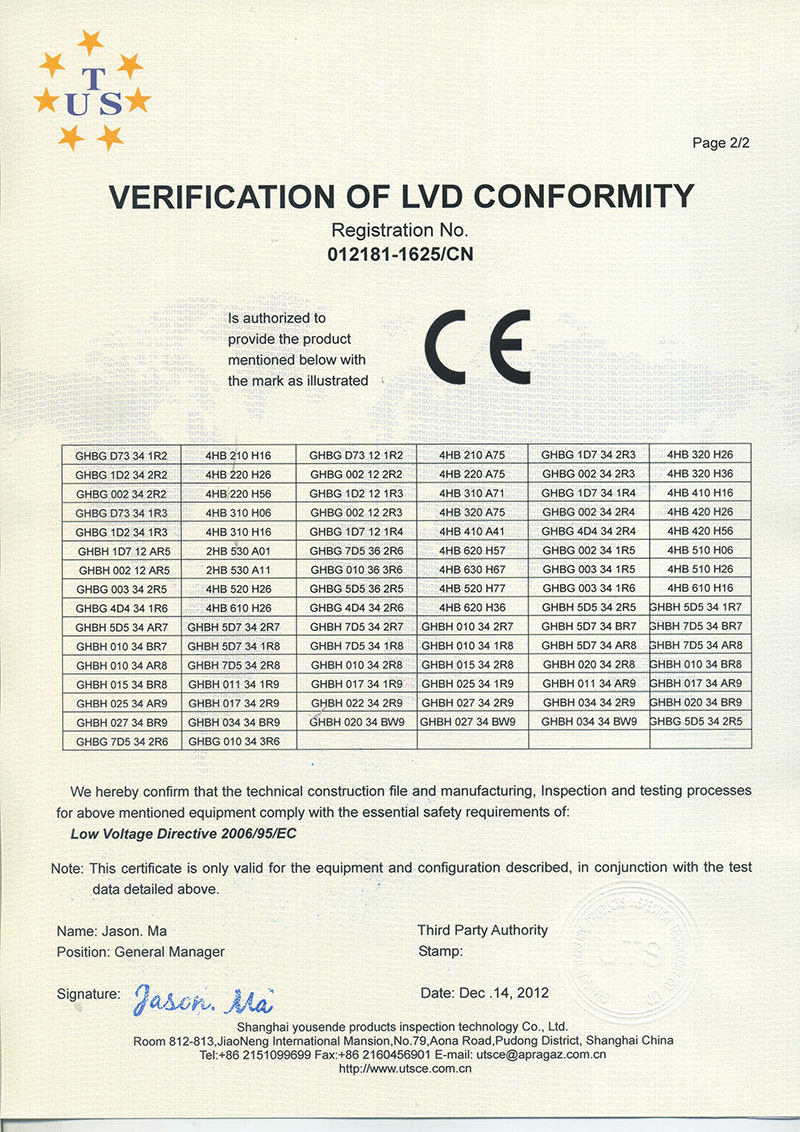 T
UTS
Page 2/2
VERIFICATION OF LVD CONFORMITY
Registration No.
012181-1625/CN
Is authorized to
provide the product
mentioned below with
the mark as illustrated
CE
GHBG D73 34 1R2 4HB 210 H16 GHBG D73 12 1R2 4HB 210 A75 GHBG 1D7 34 2R3 4HB 320 H26
GHBG 1D2 34 2R2 4HB 220 H26 GHBG 002 12 2R2 4HB 220 A75 GHBG 002 34 2R3 4HB 320 H36
GHBG 002 34 2R2 4HB 220 H56 GHBG 1D2 12 1R3 4HB 310 A71 GHBG 1D7 34 1R4 4HB 410 H16
GHBG D73 34 1R3 4HB 310 H06 GHBG 002 12 2R3 4HB 320 A75 GHBG 002 34 2R4 4HB 420 H26
GHBG 1D2 34 1R3 4HB 310 H16 GHBG 1D7 12 1R4 4HB 410 A41 GHBG 4D4 34 2R4 4HB 420 H56
GHBH 1D7 12 AR5 2HB 530 A01 GHBG 7D5 36 2R6 4HB 620 H57 GHBG 002 34 1R5 4HB 510 H06
GHBH 002 12 AR5 2HB 530 A11 GHBG 010 36 3R6 4HB 630 H67 GHBG 003 34 1R5 4HB 510 H26
GHBG 003 34 2R5 4HB 520 H26 GHBG 5D5 36 2R5 4HB 520 H77 GHBG 003 34 1R6 4HB 610 H16
GHBG 4D4 34 1R6 4HB 610 H26 GHBG 4D4 34 2R6 4HB 620 H36 GHBH 5D5 34 2R5 GHBH 5D5 34 1R7
GHBH 5D5 34 AR7 GHBH 5D7 34 2R7 GHBH 7D5 34 2R7 GHBH 010 34 2R7 GHBH 5D7 34 BR7 GHBH 7D5 34 BR7
GHBH 010 34 BR7 GHBH 5D7 34 1R8 GHBH 7D5 34 1R8 GHBH 010 34 1R8 GHBH 5D7 34 AR8 GHBH 7D5 34 AR8
GHBH 010 34 AR8 GHBH 7D5 34 2R8 GHBH 010 34 2R8 GHBH 015 34 2R8 GHBH 020 34 2R8 GHBH 010 34 BR8
GHBH 015 34 BR8 GHBH 011 34 1R9 GHBH 017 34 1R9 GHBH 025 34 1R9 GHBH 011 34 AR9 GHBH 017 34 AR9
GHBH 025 34 AR9 GHBH 017 34 2R9 GHBH 022 34 2R9 GHBH 027 34 2R9 GHBH 034 34 2R9 GHBH 020 34 BR9
GHBH 027 34 BR9 GHBH 034 34 BR9 GHBH 020 34 BW9 GHBH 027 34 BW9 GHBH 034 34 BW9 GHBG 5D5 34 2R5
GHBG 7D5 34 2R6 GHBG 010 34 3R6
We hereby confirm that the technical construction file and manufacturing, Inspection and testing processes
for above mentioned equipment comply with the essential safety requirements of:
Low Voltage Directive 2006/95/EC
Note: This certificate is only valid for the equipment and configuration described, in conjunction with the test
data detailed above.
Name: Jason. Ma Third Party Authority
Position: General Manager Stamp:
Signature: Jason. Ma Date: Dec .14, 2012
Shanghai yousende products inspection technology Co., Ltd.
Room 812-813,JiaoNeng International Mansion,No.79,Aona Road,Pudong District, Shanghai China
Tel:+86 2151099699 Fax:+86 2160456901 E-mail: utsce@apragaz.com.cn
http://www.utsce.com.cn